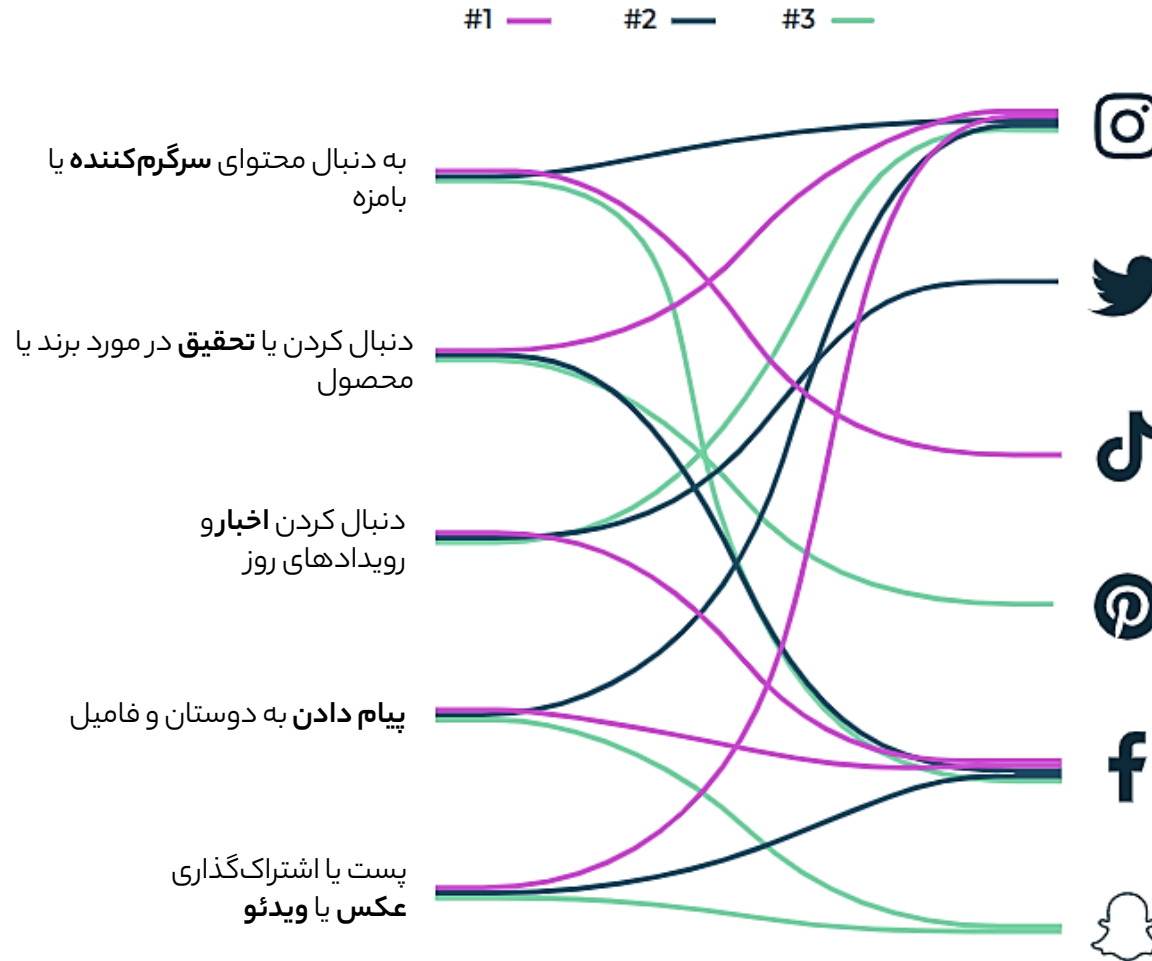 #1 #2 #3
به دنبال محتوای سرگرم‌کننده یا
بامزه
دنبال کردن یا تحقیق در مورد برند یا
محصول
دنبال کردن اخبارو
رویدادهای روز
پیام دادن به دوستان و فامیل
پست یا اشتراک‌گذاری
عکس یا ویدئو